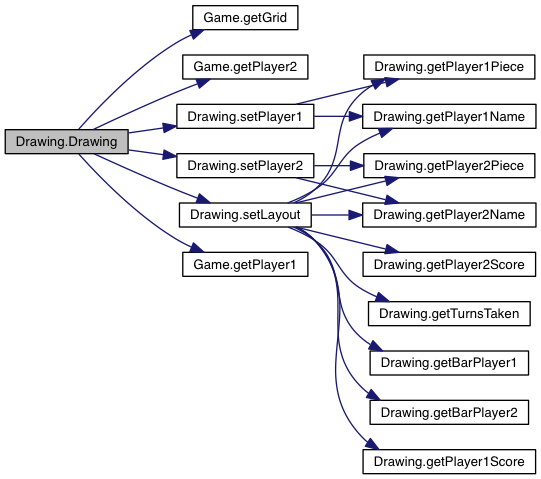 Drawing.Drawing
Game.getGrid
Game.getPlayer2
Drawing.setPlayer1
Drawing.setPlayer2
Drawing.setLayout
Game.getPlayer1
Drawing.getPlayer1Piece
Drawing.getPlayer1Name
Drawing.getPlayer2Piece
Drawing.getPlayer2Name
Drawing.getPlayer2Score
Drawing.getTurnsTaken
Drawing.getBarPlayer1
Drawing.getBarPlayer2
Drawing.getPlayer1Score